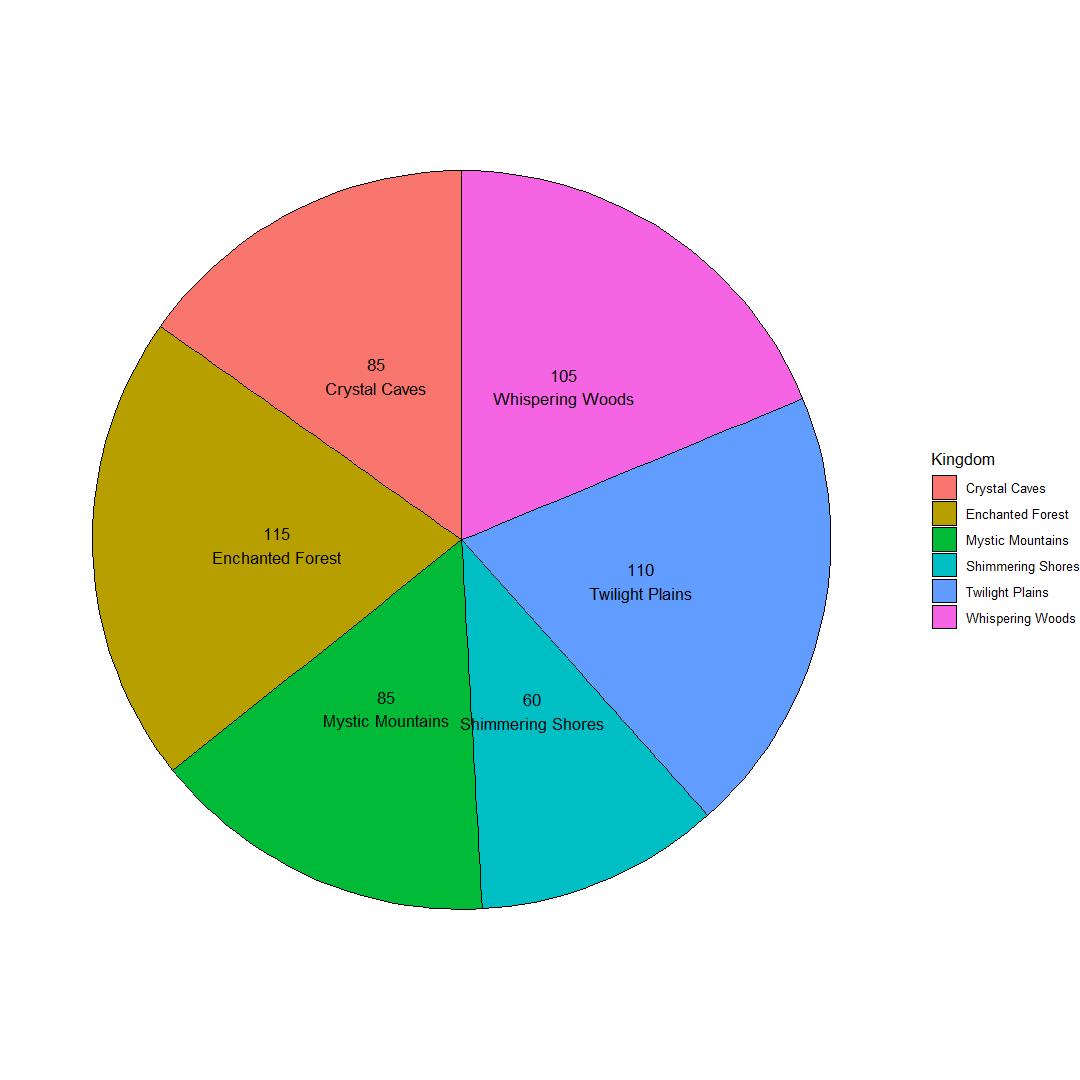 85
Crystal Caves
105
Whispering Woods
115
Enchanted Forest
110
Twilight Plains
85
Mystic Mountains
60
Shimmering Shores
Kingdom
Crystal Caves
Enchanted Forest
Mystic Mountains
Shimmering Shores
Twilight Plains
Whispering Woods